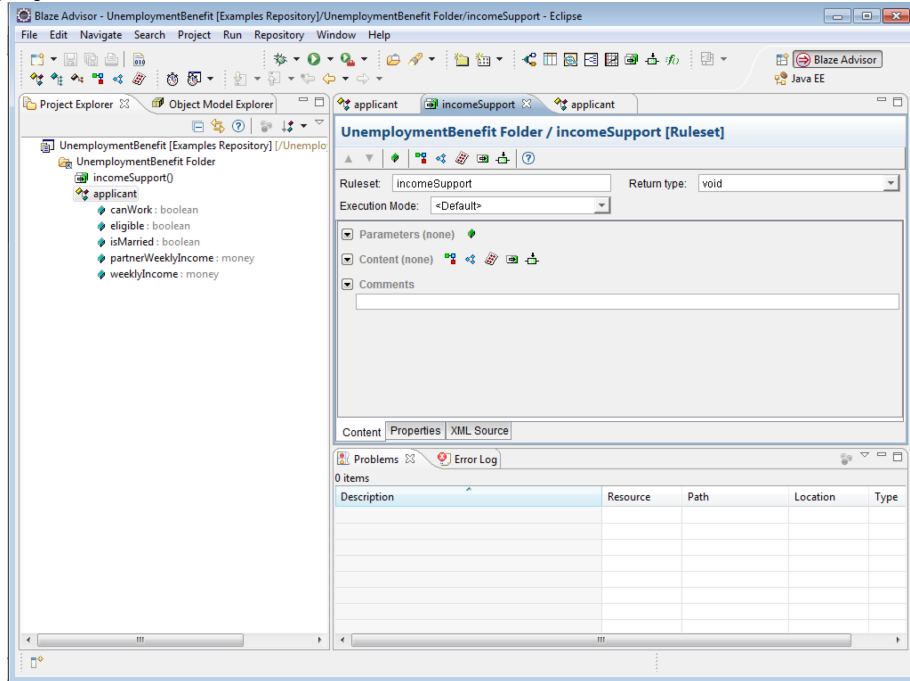 Blaze Advisor - UnemploymentBenefit [Examples Repository]/UnemploymentBenefit Folder/incomeSupport - Eclipse
File Edit Navigate Search Project Run Repository Window Help
Blaze Advisor
Java EE
Project Explorer
Object Model Explorer
UnemploymentBenefit [Examples Repository] [/Unemplo
UnemploymentBenefit Folder
incomeSupport()
applicant
canWork : boolean
eligible : boolean
isMarried : boolean
partnerWeeklyIncome : money
weeklyIncome : money
applicant
incomeSupport
applicant
UnemploymentBenefit Folder / incomeSupport [Ruleset]
Ruleset: incomeSupport Return type: void
Execution Mode: <Default>
Parameters (none)
Content (none)
Comments
Content Properties XML Source
Problems
Error Log
0 items
Description Resource Path Location Type